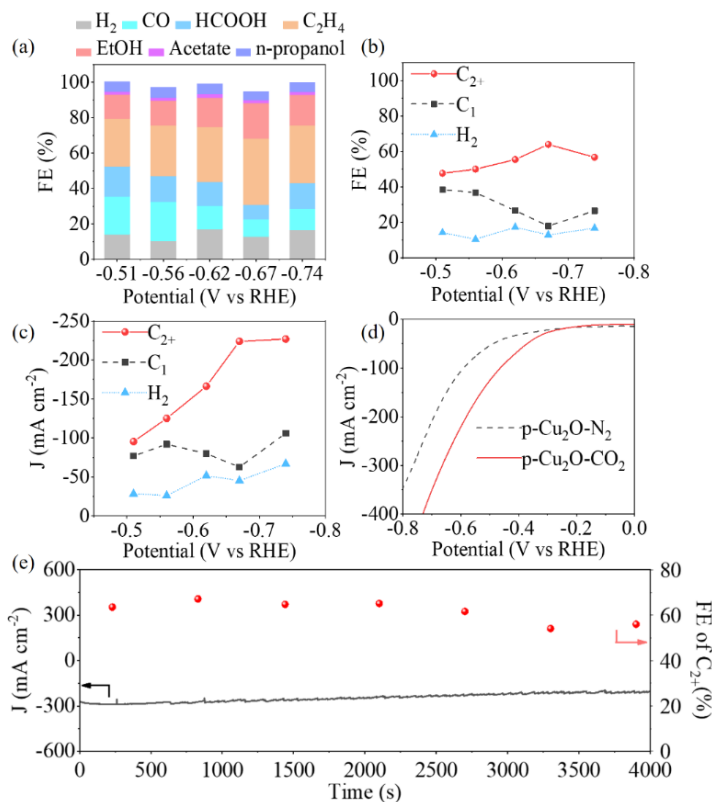 (a)
H₂ CO HCOOH C₂H₄
EtOH Acetate n-propanol
FE (%)
100
80
60
40
20
0
-0.51 -0.56 -0.62 -0.67 -0.74
Potential (V vs RHE)
(b)
FE (%)
100
80
60
40
20
0
C₂₊
C₁
H₂
-0.5 -0.6 -0.7 -0.8
Potential (V vs RHE)
(c)
J (mA cm⁻²)
-250
-200
-150
-100
-50
0
C₂₊
C₁
H₂
-0.5 -0.6 -0.7 -0.8
Potential (V vs RHE)
(d)
J (mA cm⁻²)
0
-100
-200
-300
-400
p-Cu₂O-N₂
p-Cu₂O-CO₂
-0.8 -0.6 -0.4 -0.2 0.0
Potential (V vs RHE)
(e)
J (mA cm⁻²)
600
300
0
-300
-600
80
60
40
20
0
FE of C₂₊(%)
0 500 1000 1500 2000 2500 3000 3500 4000
Time (s)